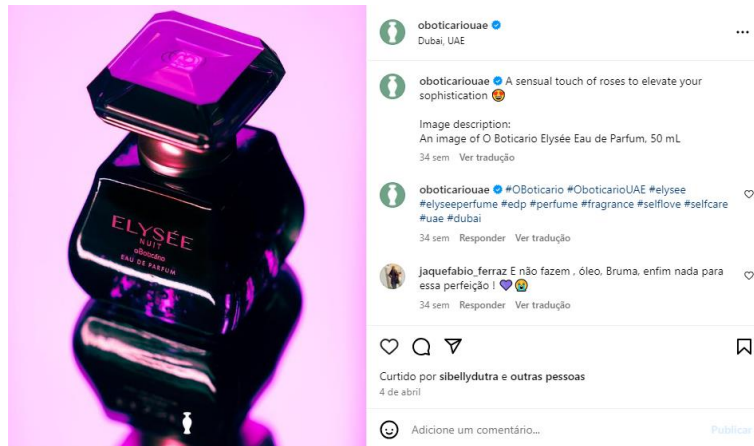 ELYSÉE
NUIT
oBoticário
EAU DE PARFUM
oboticariouae
Dubai, UAE
oboticariouae A sensual touch of roses to elevate your
sophistication 🤩
Image description:
An image of O Boticario Elysée Eau de Parfum, 50 mL
34 sem Ver tradução
oboticariouae #OBoticario #OboticarioUAE #elysee
#elyseeperfume #edp #perfume #fragrance #selflove #selfcare
#uae #dubai
34 sem Responder Ver tradução
jaquefabio_ferraz E não fazem , óleo, Bruma, enfim nada para
essa perfeição ! 💜😭
34 sem Responder Ver tradução
Curtido por sibellydutra e outras pessoas
4 de abril
Adicione um comentário...
Publicar